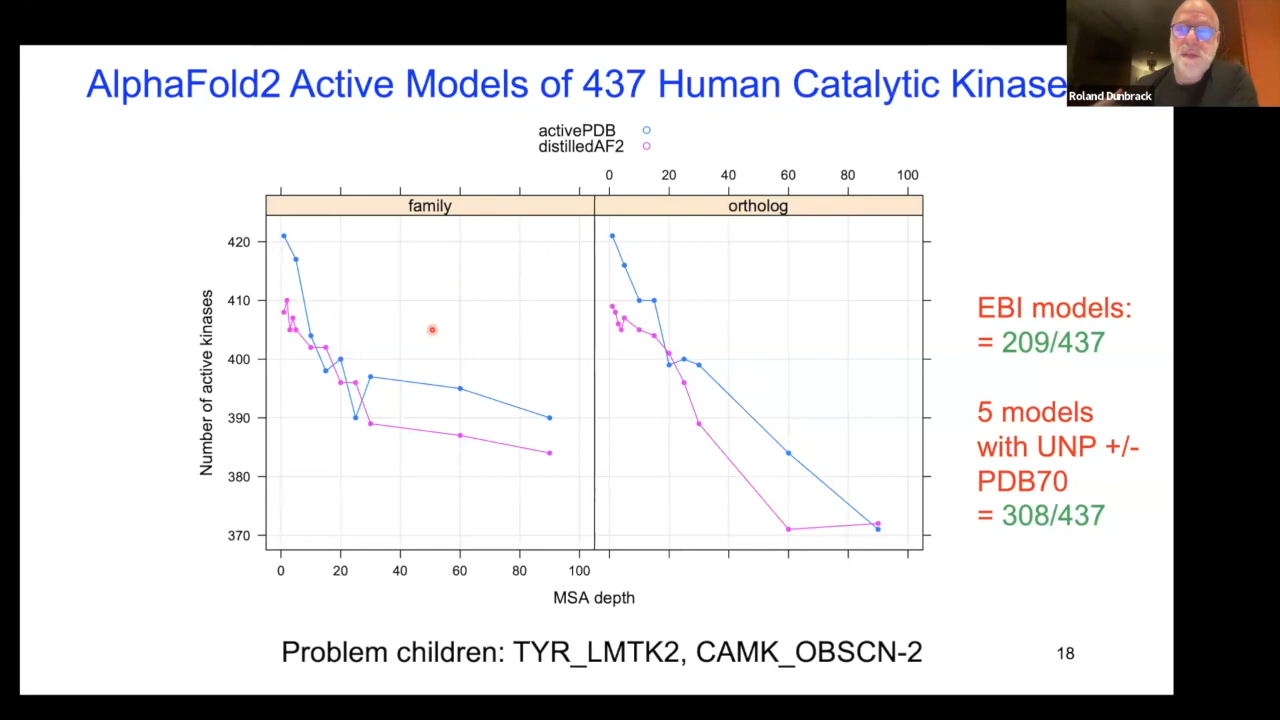 AlphaFold2 Active Models of 437 Human Catalytic Kinase
Roland Dunbrack
activePDB
distilledAF2
0 20 40 60 80 100
family
ortholog
420
410
400
390
380
370
Number of active kinases
0 20 40 60 80 100
MSA depth
EBI models:
= 209/437
5 models
with UNP +/-
PDB70
= 308/437
Problem children: TYR_LMTK2, CAMK_OBSCN-2
18